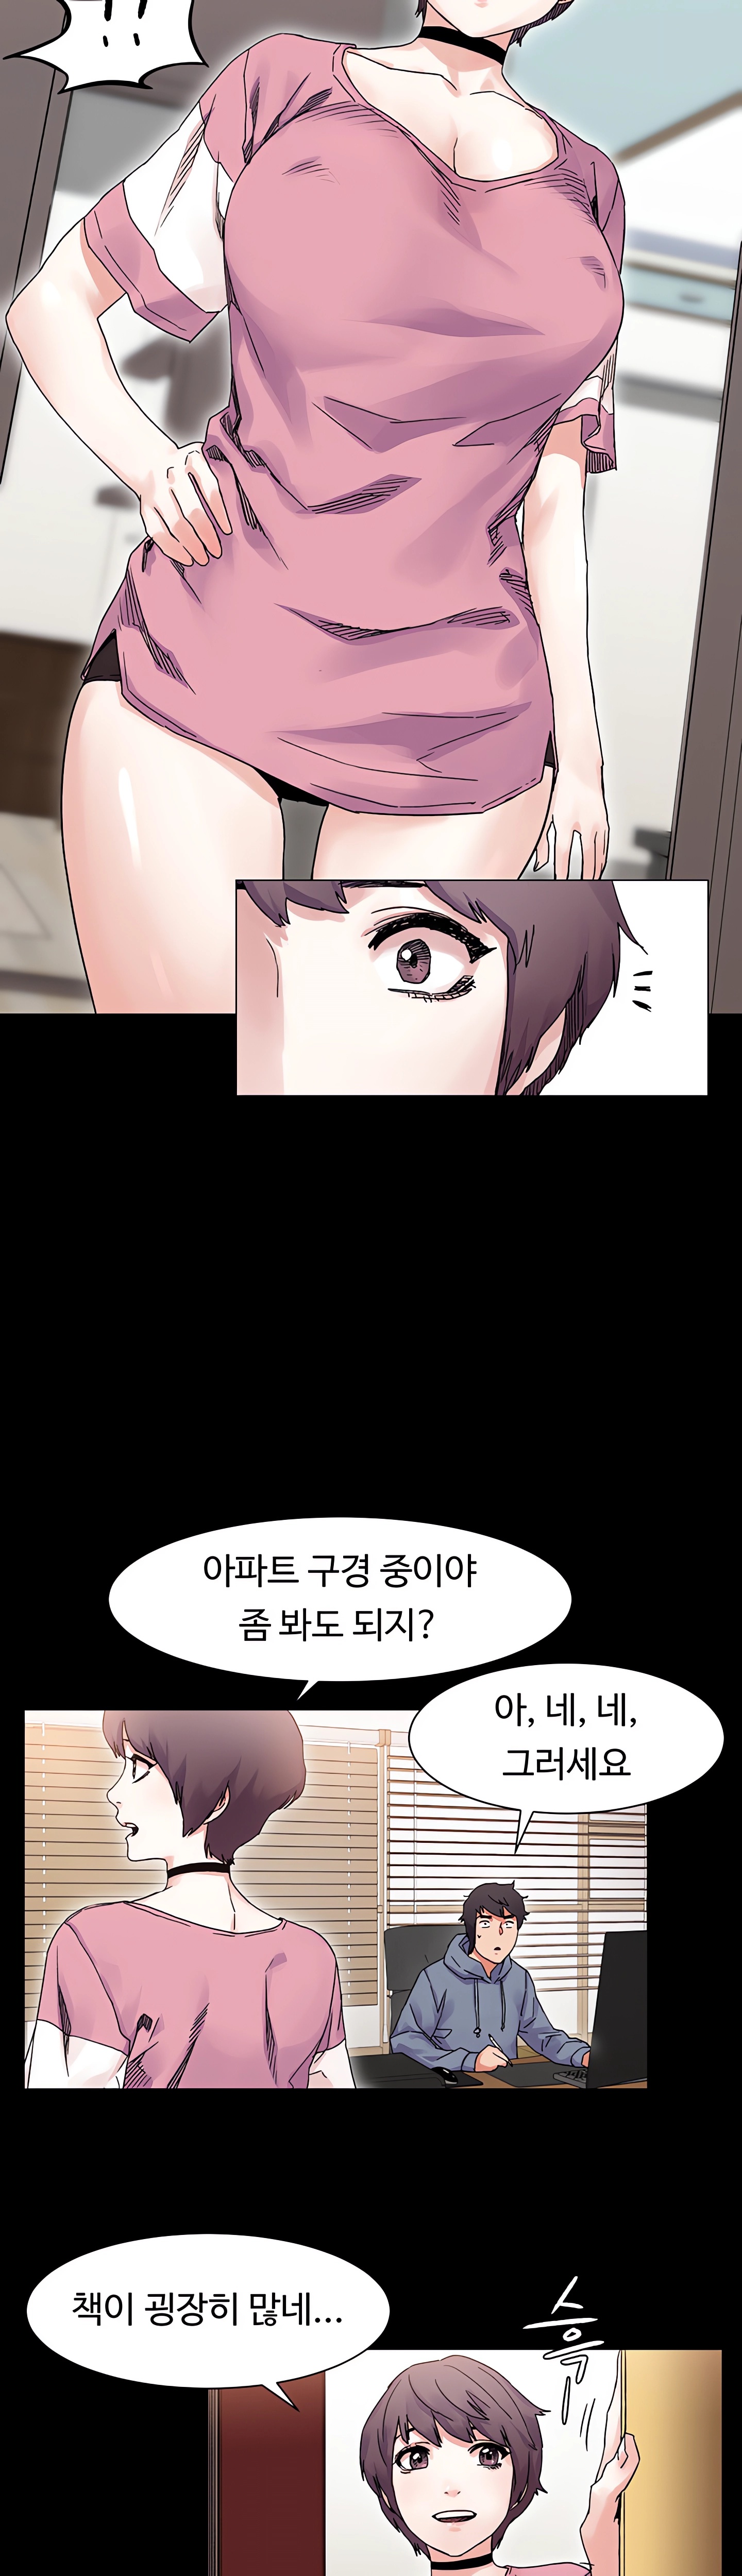 !!
아파트 구경 중이야
좀 봐도 되지?
아, 네, 네,
그러세요
책이 굉장히 많네...
스윽